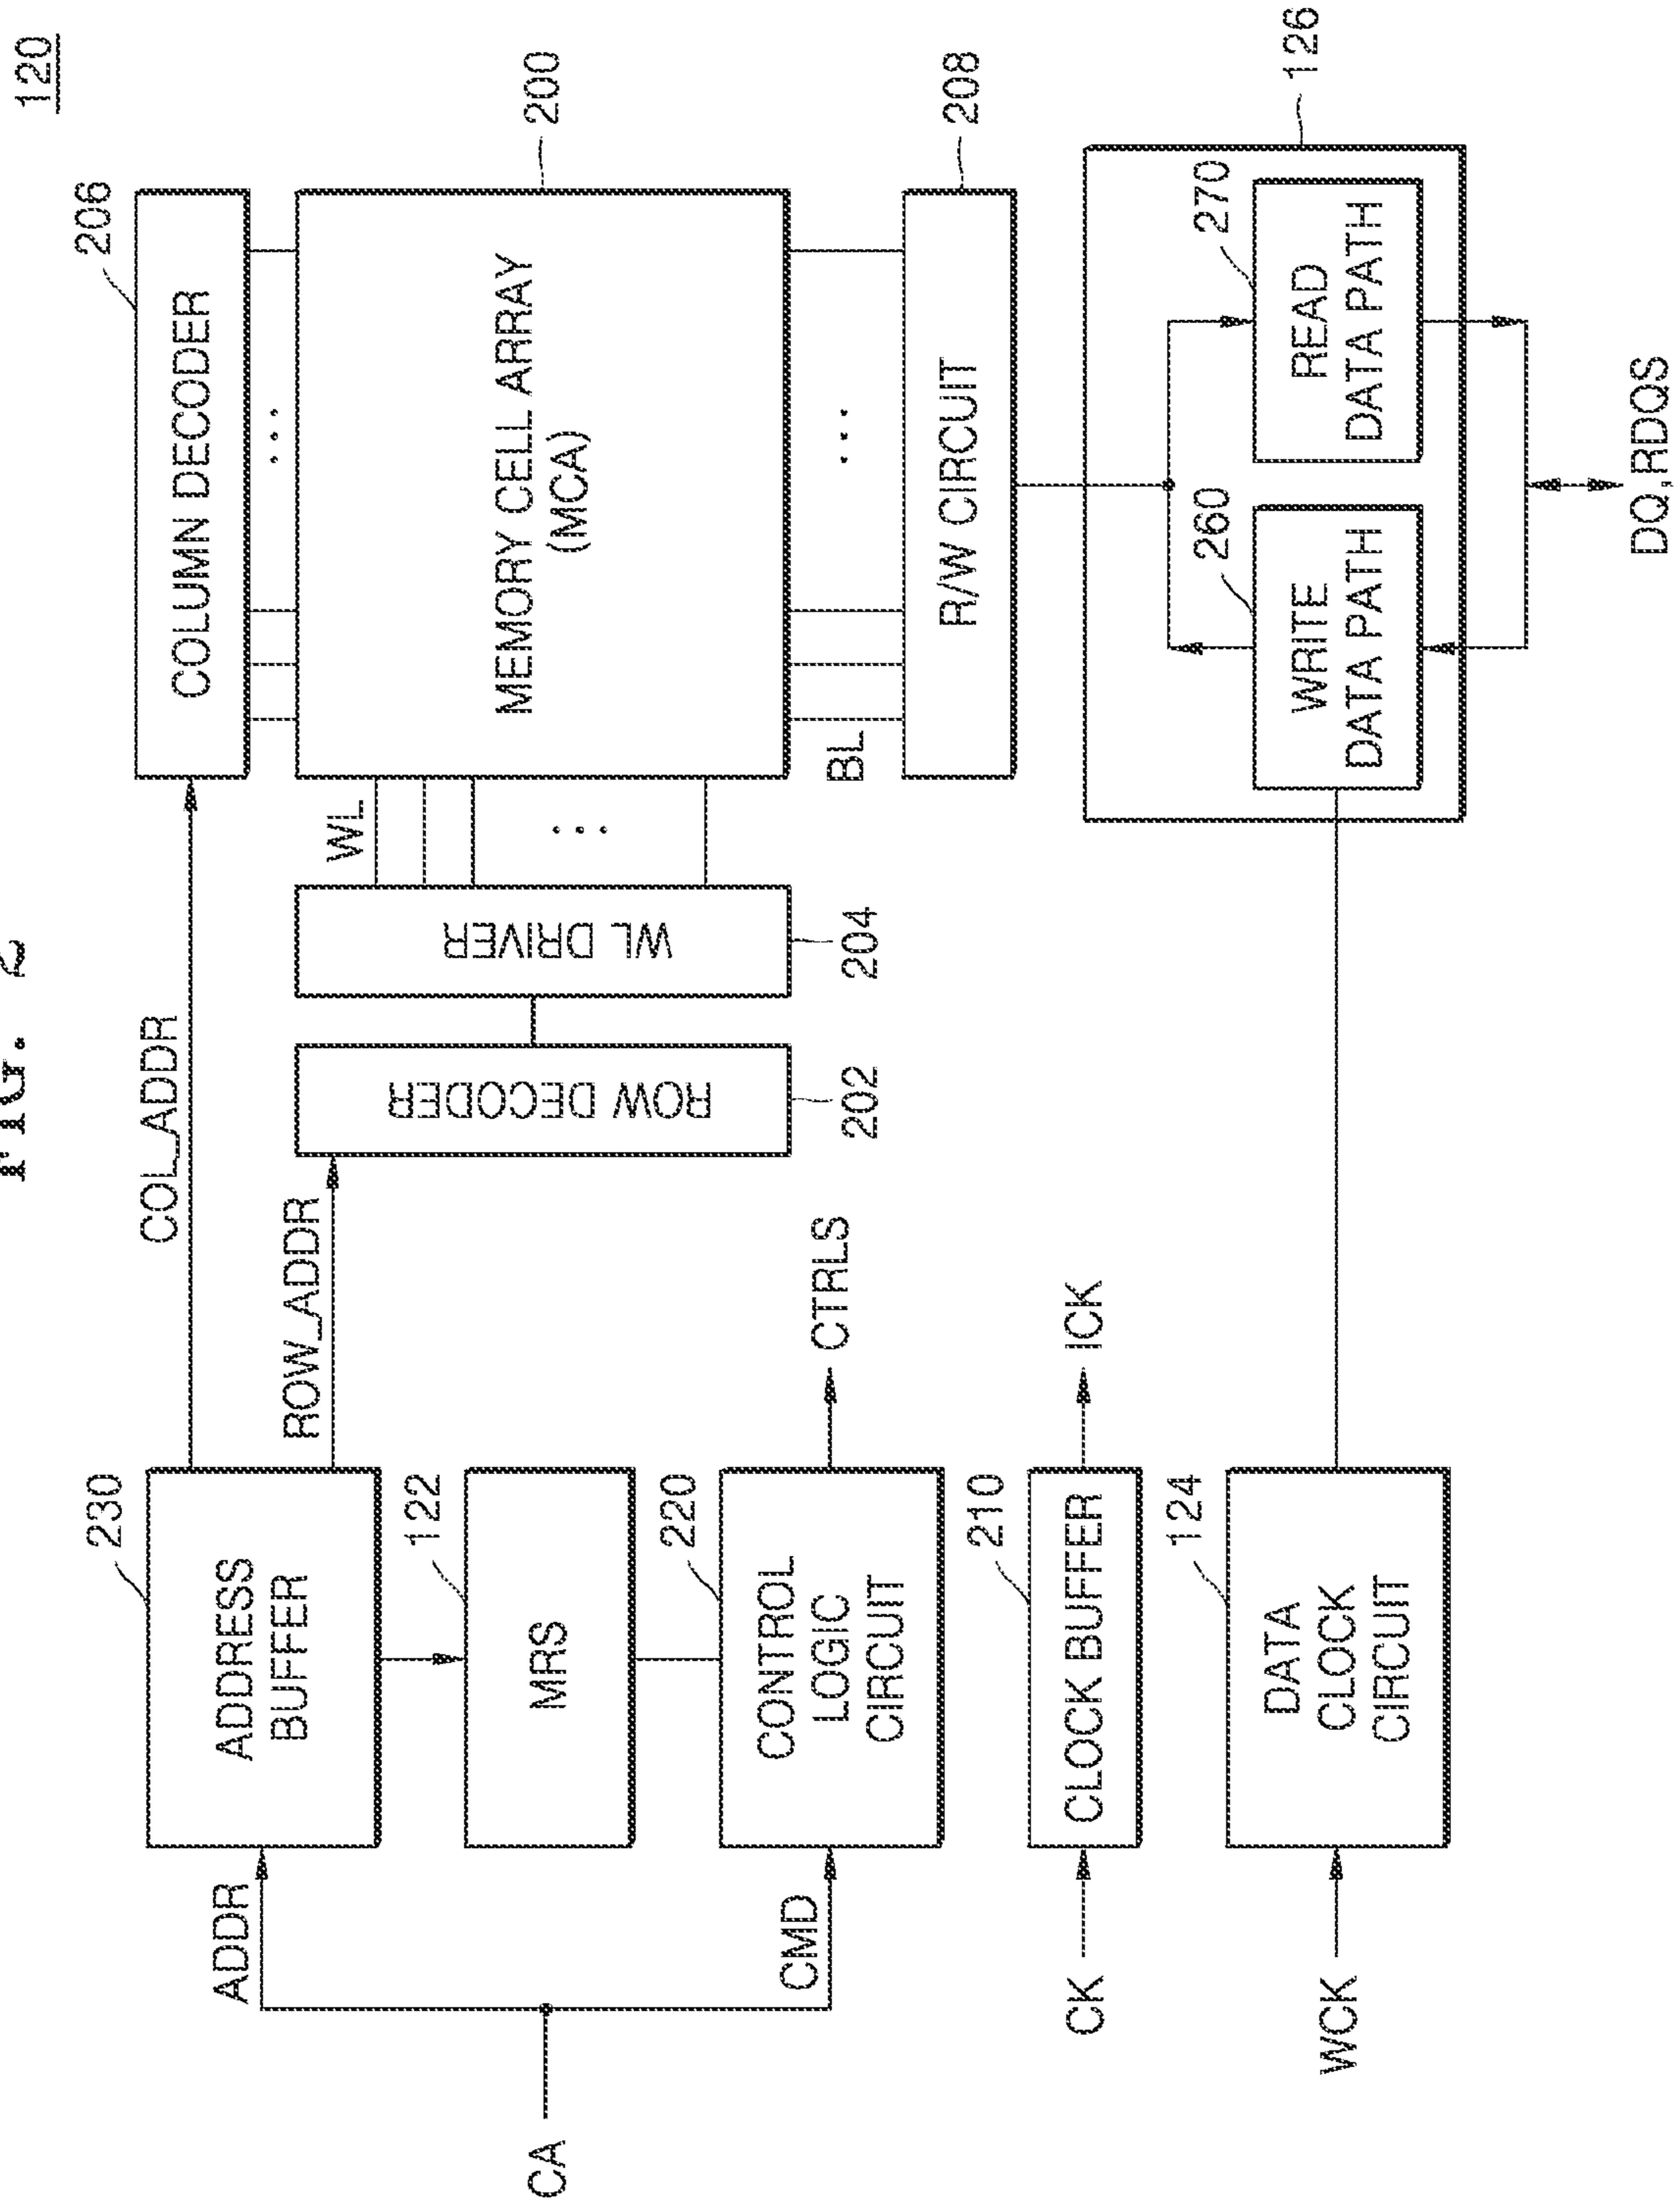 FIG. 2
120
206
COLUMN DECODER
COL_ADDR
230
ADDRESS
BUFFER
ROW_ADDR
ADDR
WL
MEMORY CELL ARRAY
(MCA)
200
WL DRIVER
204
ROW DECODER
202
122
MRS
CA
220
CONTROL
LOGIC
CIRCUIT
CMD
CTRLS
BL
R/W CIRCUIT
208
210
CLOCK BUFFER
CK
ICK
126
124
DATA
CLOCK
CIRCUIT
WCK
260
WRITE
DATA PATH
270
READ
DATA PATH
DQ,RDQS